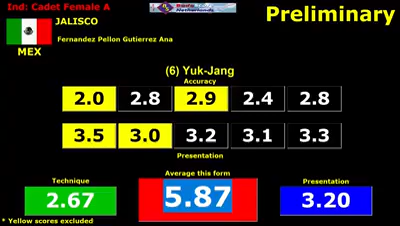 Ind: Cadet Female A
Preliminary
JALISCO
Fernandez Pellon Gutierrez Ana
MEX
(6) Yuk-Jang
Accuracy
2.0 2.8 2.9 2.4 2.8
3.5 3.0 3.2 3.1 3.3
Presentation
Technique
Average this form
Presentation
2.67
5.87
3.20
* Yellow scores excluded